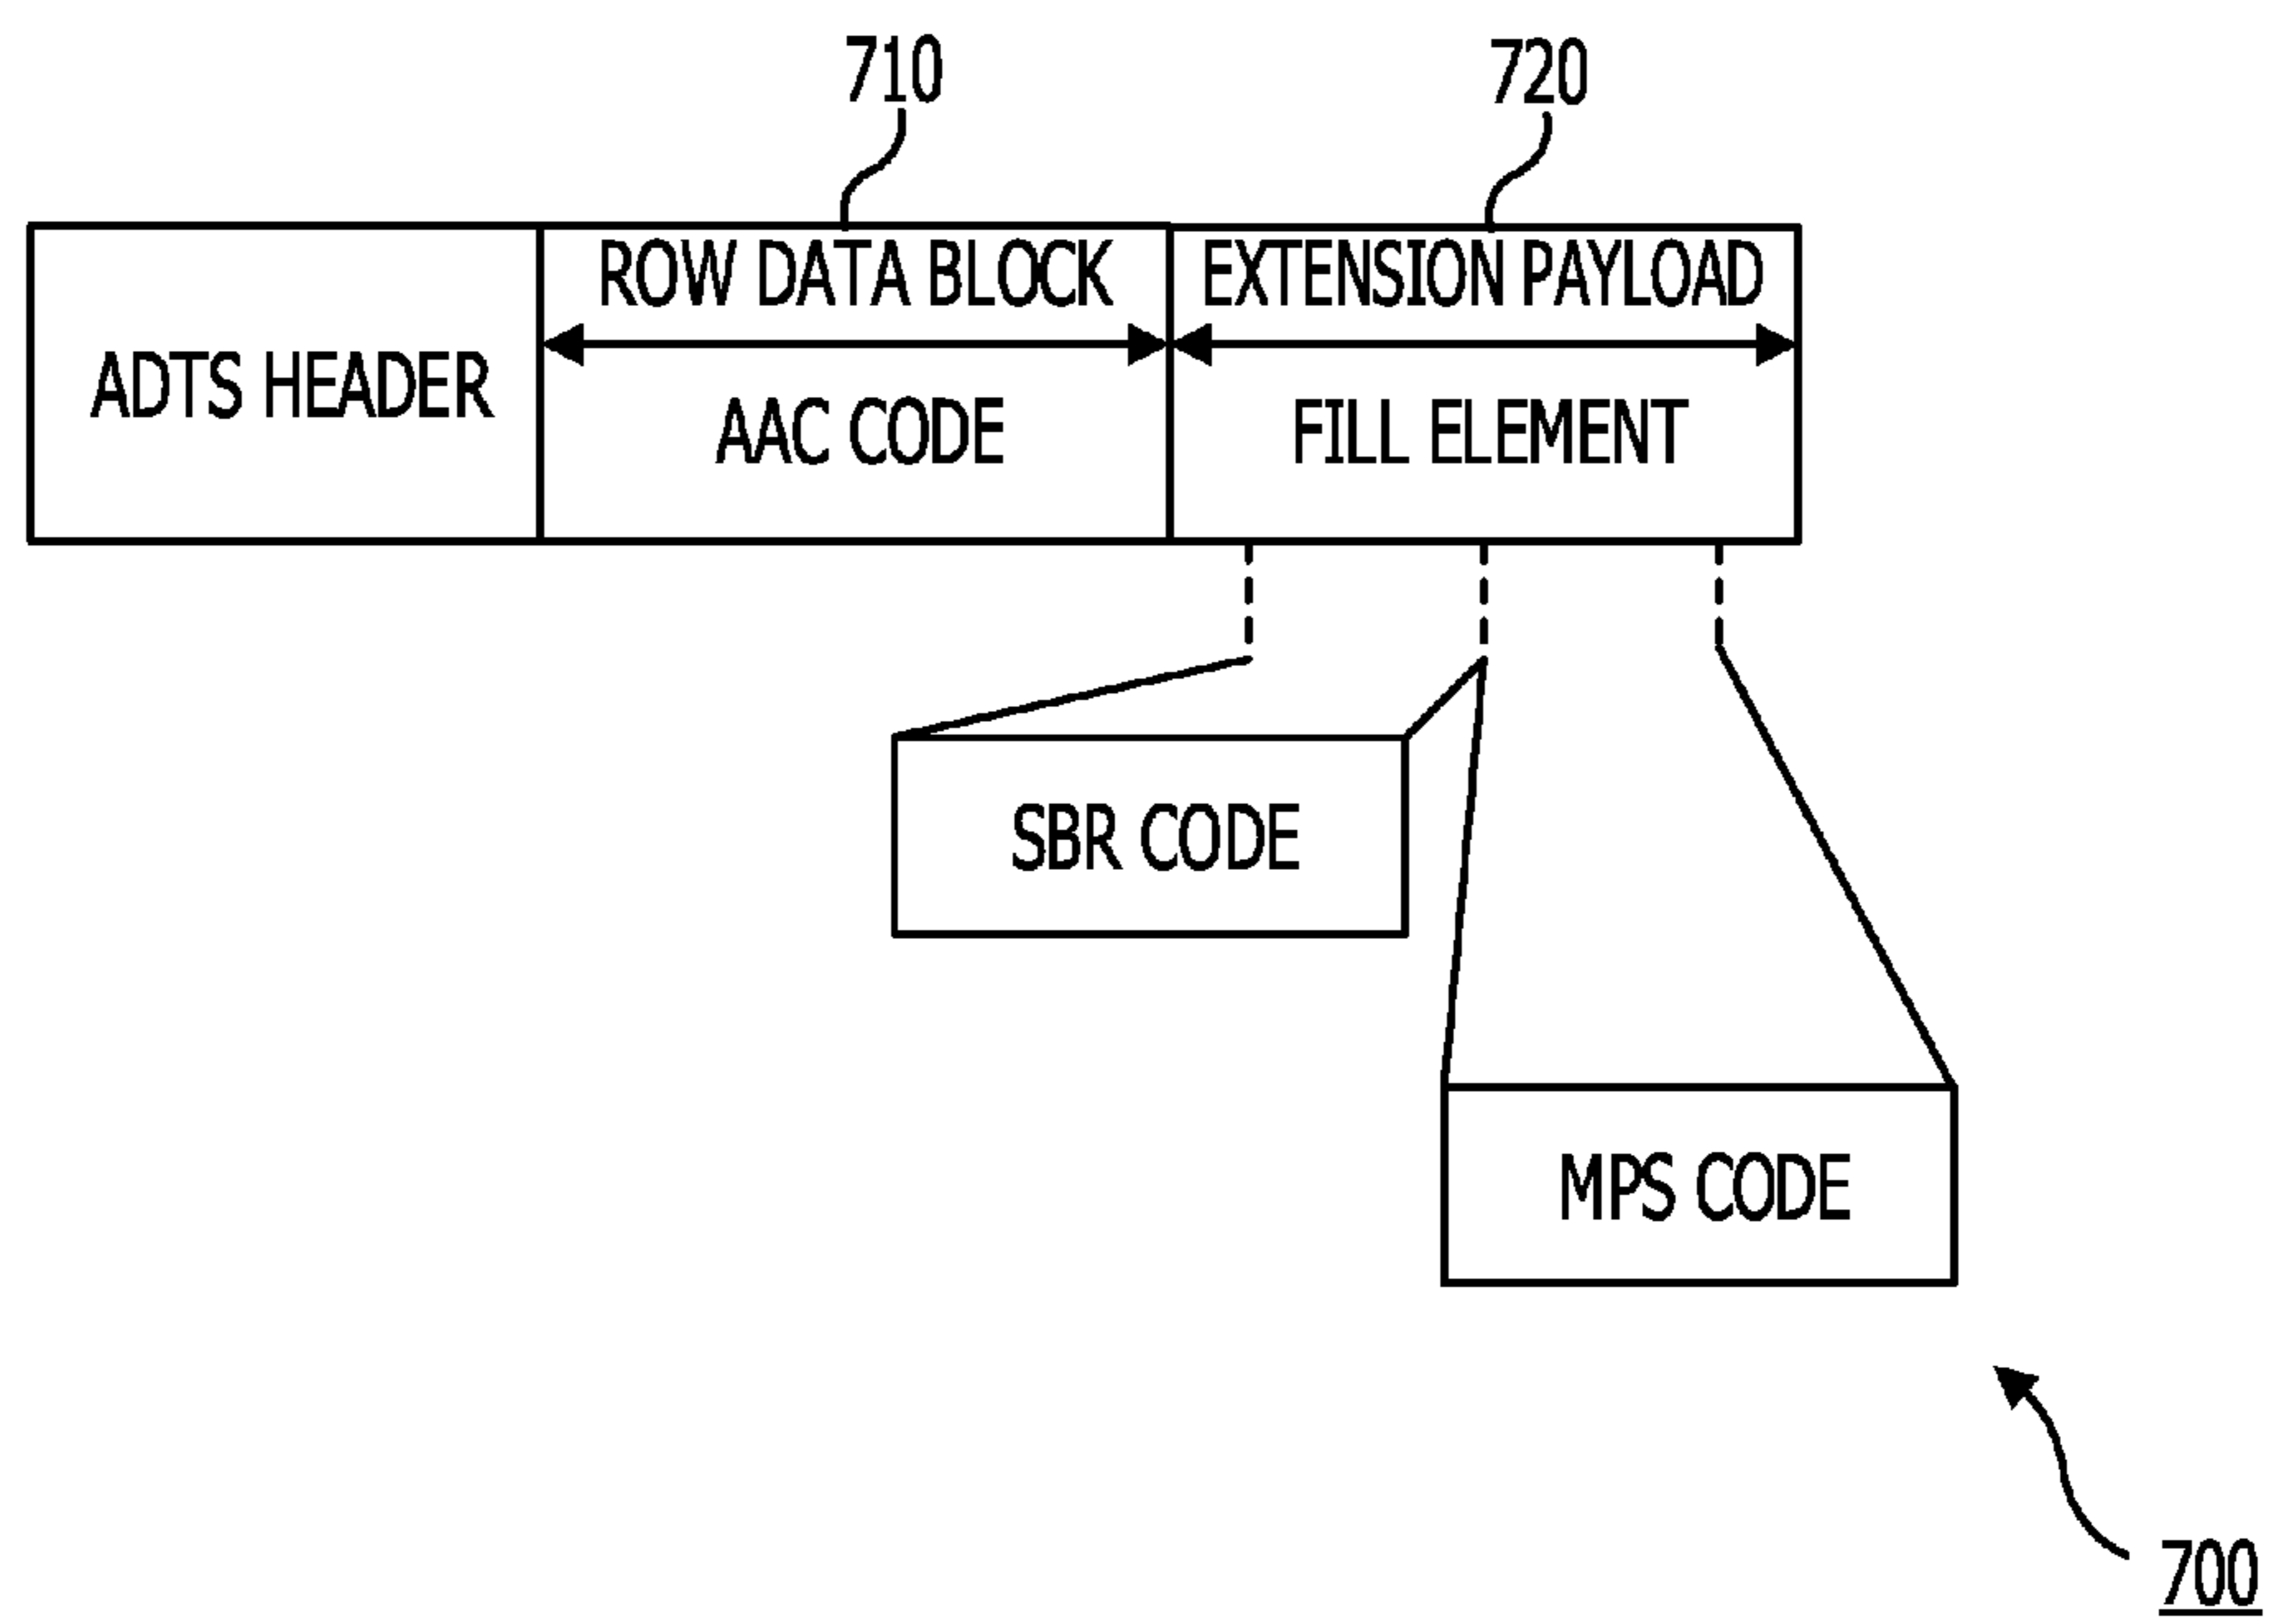 710
720
ADTS HEADER
ROW DATA BLOCK
AAC CODE
EXTENSION PAYLOAD
FILL ELEMENT
SBR CODE
MPS CODE
700